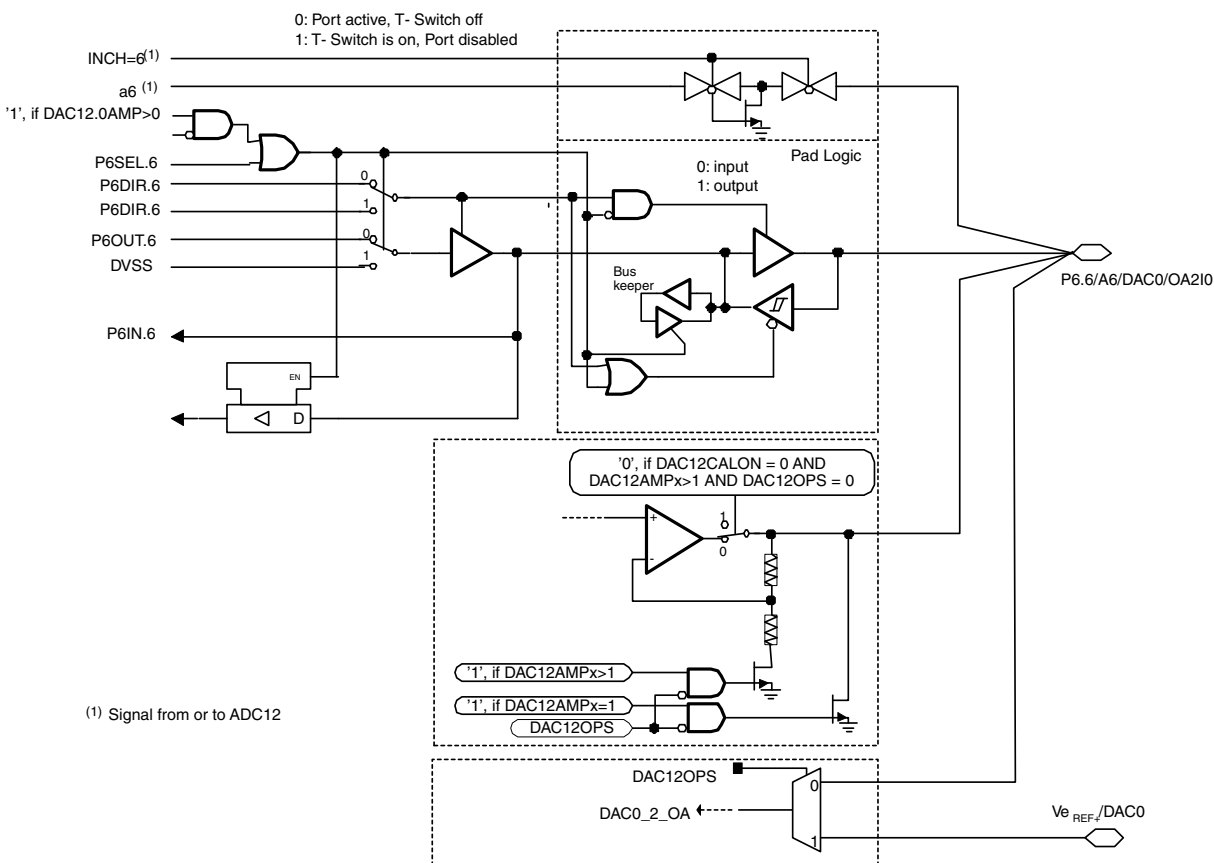 0: Port active, T- Switch off
1: T- Switch is on, Port disabled
INCH=6(1)
a6 (1)
'1', if DAC12.0AMP>0
P6SEL.6
P6DIR.6
P6DIR.6
P6OUT.6
DVSS
P6IN.6
0
1
0
1
EN
D
Pad Logic
0: input
1: output
Bus
keeper
P6.6/A6/DAC0/OA2I0
'0', if DAC12CALON = 0 AND
DAC12AMPx>1 AND DAC12OPS = 0
+
-
1
0
'1', if DAC12AMPx>1
'1', if DAC12AMPx=1
DAC12OPS
(1) Signal from or to ADC12
DAC12OPS
0
DAC0_2_OA
1
Ve REF+/DAC0